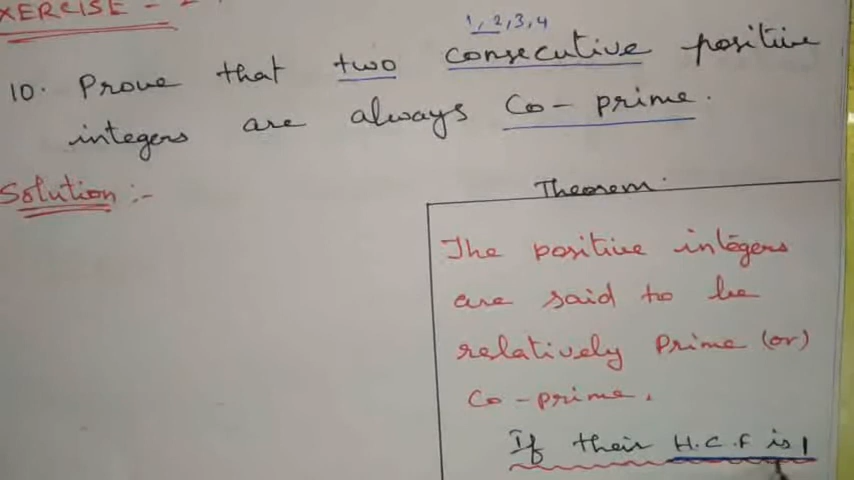 XERCISE -
1, 2, 3, 4
10. Prove that two consecutive positive
integers are always Co-prime.
Solution :-
Theorem.
The positive integers
are said to be
relatively Prime (or)
Co-prime.
If their H.C.F is 1